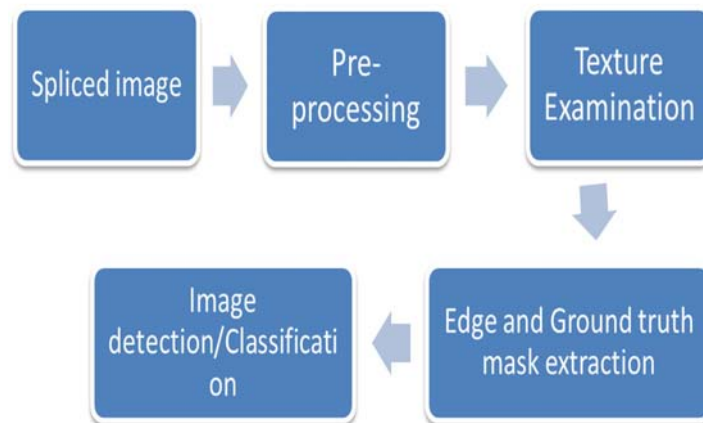 Spliced image
Pre-
processing
Texture
Examination
Edge and Ground truth
mask extraction
Image
detection/Classificati
on